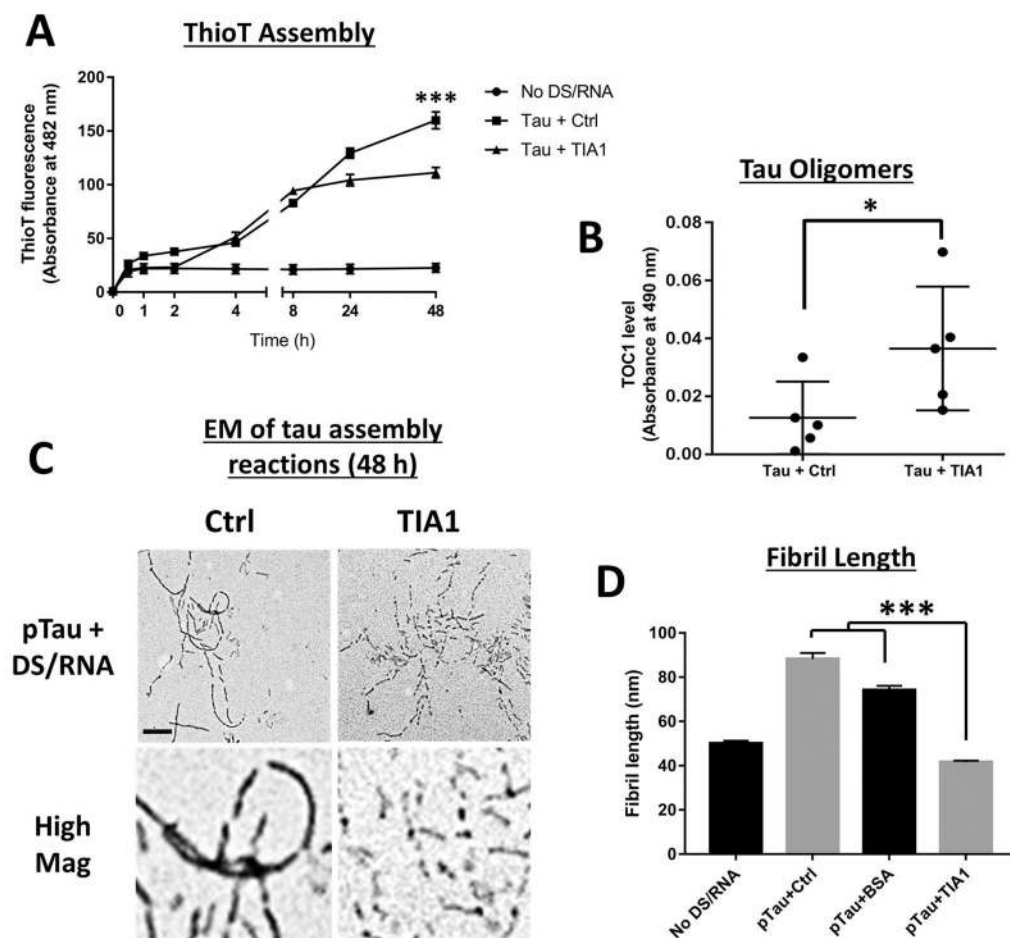 A
ThioT Assembly
ThioT fluorescence
(Absorbance at 482 nm)
200
150
100
50
0
***
0 1 2 4 8 24 48
Time (h)
No DS/RNA
Tau + Ctrl
Tau + TIA1
B
Tau Oligomers
*
TOC1 level
(Absorbance at 490 nm)
0.08
0.06
0.04
0.02
0.00
Tau + Ctrl Tau + TIA1
C
EM of tau assembly
reactions (48 h)
Ctrl TIA1
pTau +
DS/RNA
High
Mag
D
Fibril Length
***
Fibril length (nm)
100
80
60
40
20
0
No DS/RNA
pTau+Ctrl
pTau+BSA
pTau+TIA1